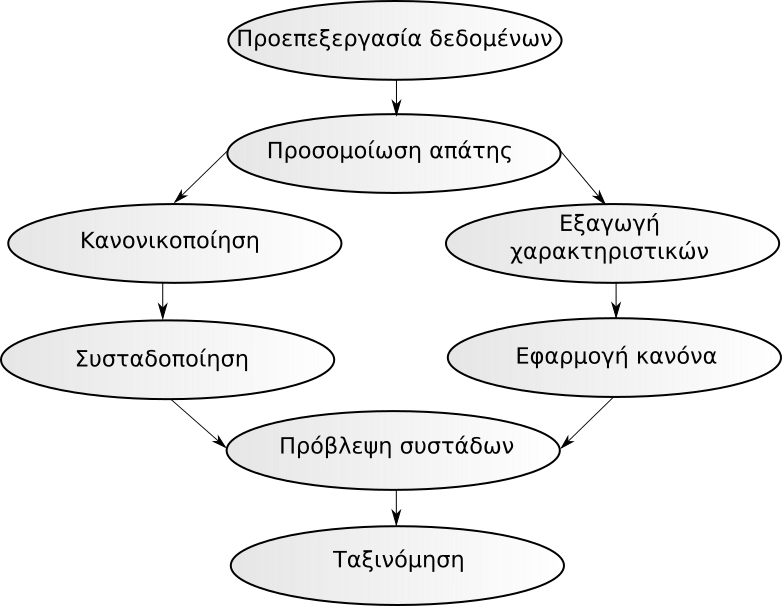 Προεπεξεργασία δεδομένων
Προσομοίωση απάτης
Κανονικοποίηση
Εξαγωγή
χαρακτηριστικών
Συσταδοποίηση
Εφαρμογή κανόνα
Πρόβλεψη συστάδων
Ταξινόμηση